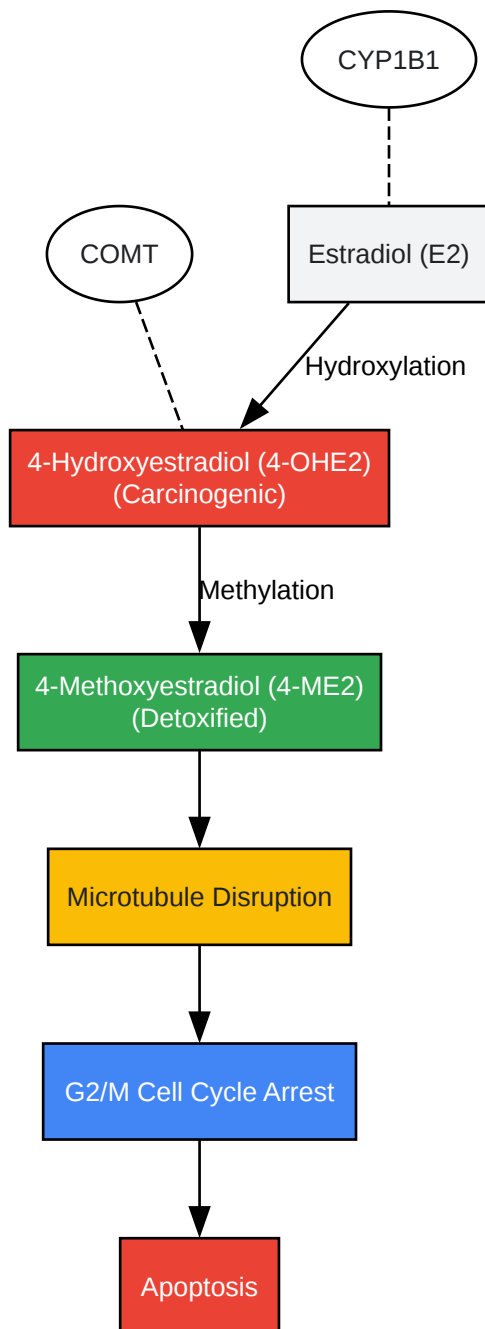 CYP1B1
COMT
Estradiol (E2)
Hydroxylation
4-Hydroxyestradiol (4-OHE2)
(Carcinogenic)
Methylation
4-Methoxyestradiol (4-ME2)
(Detoxified)
Microtubule Disruption
G2/M Cell Cycle Arrest
Apoptosis